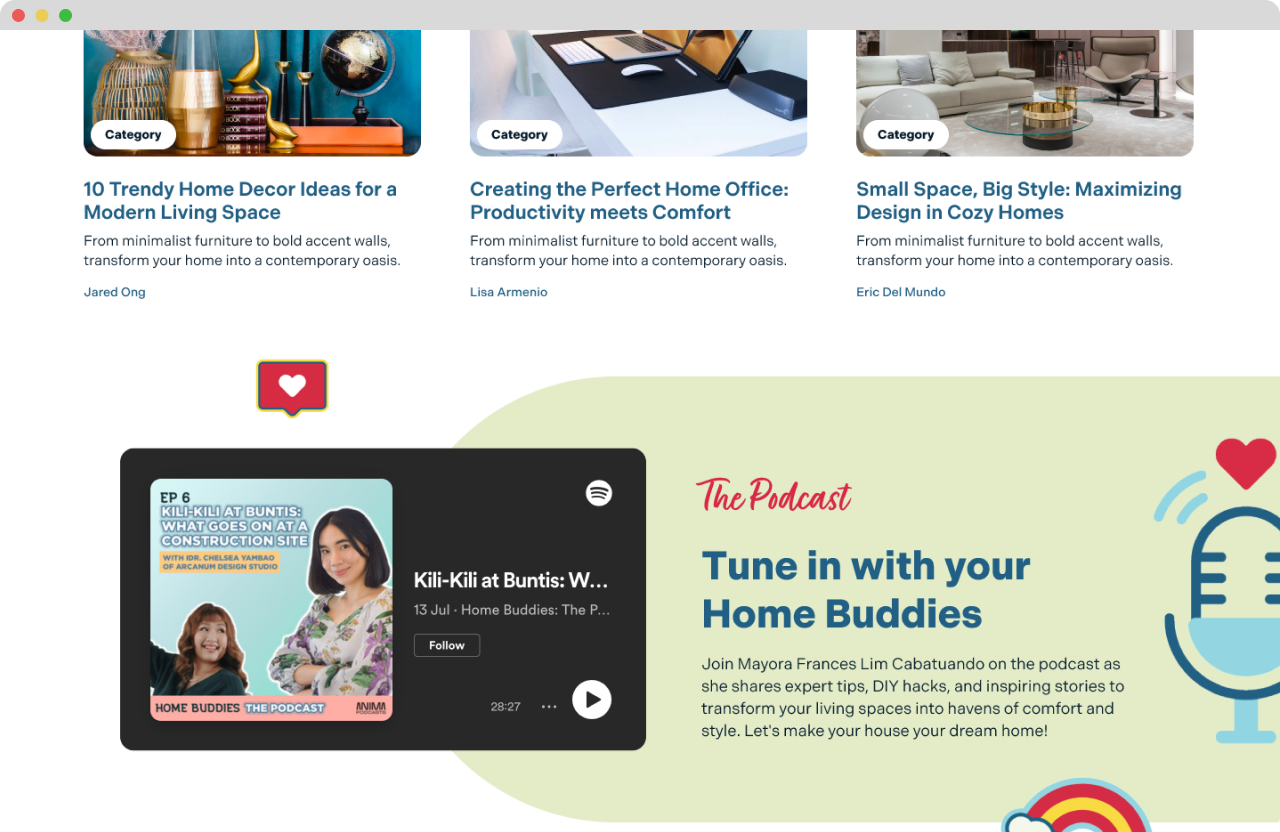 BOOK
BOOK
BOOK
Category
Category
Category
10 Trendy Home Decor Ideas for a
Modern Living Space
From minimalist furniture to bold accent walls,
transform your home into a contemporary oasis.
Jared Ong
Creating the Perfect Home Office:
Productivity meets Comfort
From minimalist furniture to bold accent walls,
transform your home into a contemporary oasis.
Lisa Armenio
Small Space, Big Style: Maximizing
Design in Cozy Homes
From minimalist furniture to bold accent walls,
transform your home into a contemporary oasis.
Eric Del Mundo
EP 6
KILI-KILI AT BUNTIS:
WHAT GOES ON AT A
CONSTRUCTION SITE
WITH IDR. CHELSEA YAMBAO
OF ARCANUM DESIGN STUDIO
HOME BUDDIES THE PODCAST
ANIMA
PODCASTS
Kili-Kili at Buntis: W...
13 Jul · Home Buddies: The P...
Follow
28:27
The Podcast
Tune in with your
Home Buddies
Join Mayora Frances Lim Cabatuando on the podcast as
she shares expert tips, DIY hacks, and inspiring stories to
transform your living spaces into havens of comfort and
style. Let's make your house your dream home!